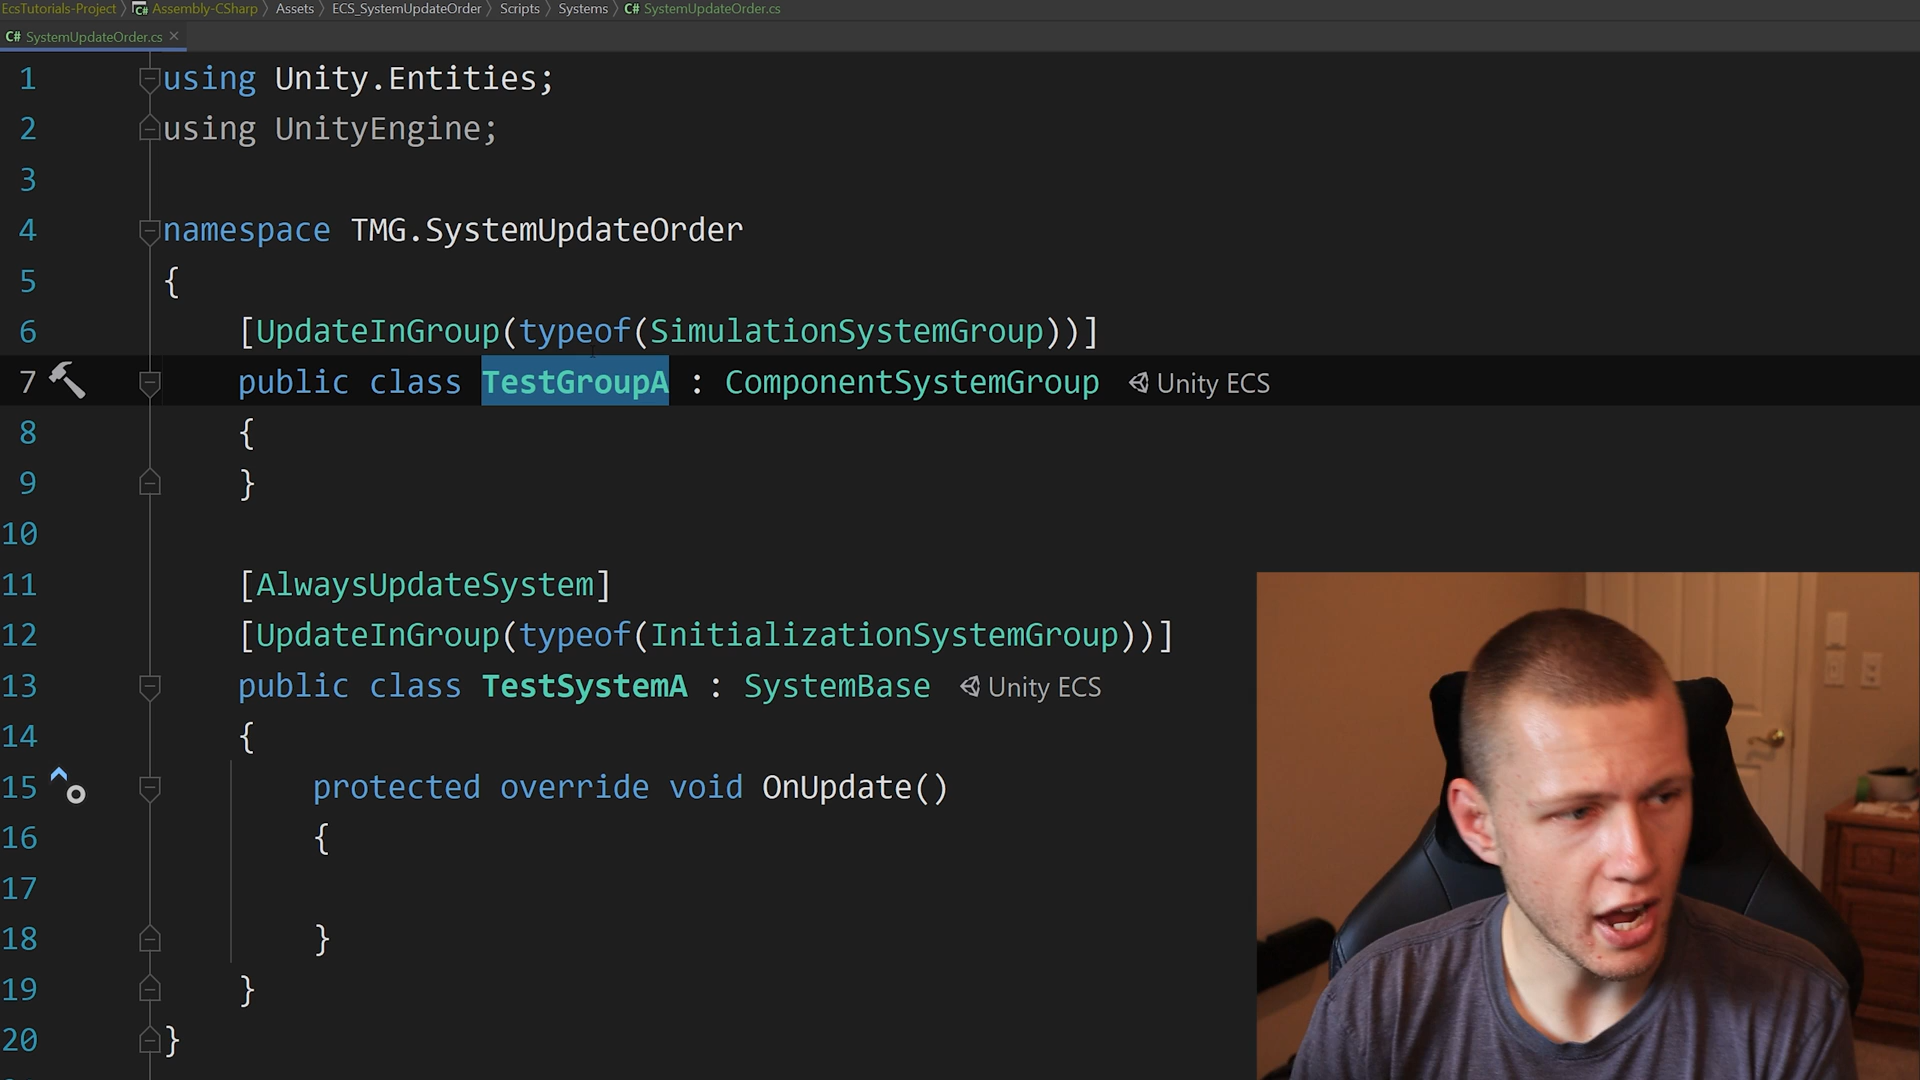 EcsTutorials-Project 〉 Assembly-CSharp 〉 Assets 〉 ECS_SystemUpdateOrder 〉 Scripts 〉 Systems 〉 C# SystemUpdateOrder.cs
C# SystemUpdateOrder.cs ×
1 using Unity.Entities;
2 using UnityEngine;
3
4 namespace TMG.SystemUpdateOrder
5 {
6 [UpdateInGroup(typeof(SimulationSystemGroup))]
7 public class TestGroupA : ComponentSystemGroup Unity ECS
8 {
9 }
10
11 [AlwaysUpdateSystem]
12 [UpdateInGroup(typeof(InitializationSystemGroup))]
13 public class TestSystemA : SystemBase Unity ECS
14 {
15 protected override void OnUpdate()
16 {
17
18 }
19 }
20 }